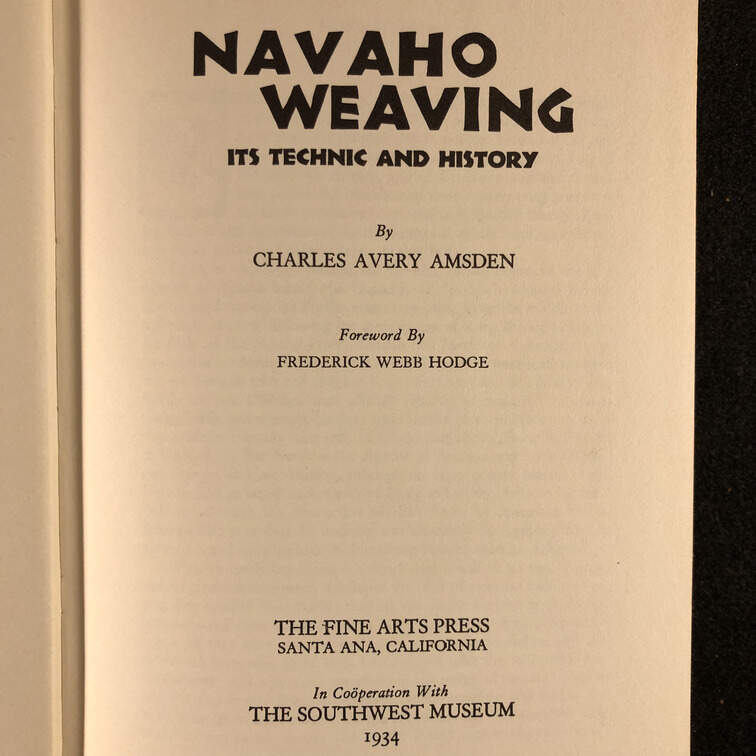 NAVAHO
WEAVING
ITS TECHNIC AND HISTORY
By
CHARLES AVERY AMSDEN
Foreword By
FREDERICK WEBB HODGE
THE FINE ARTS PRESS
SANTA ANA, CALIFORNIA
In Coöperation With
THE SOUTHWEST MUSEUM
1934